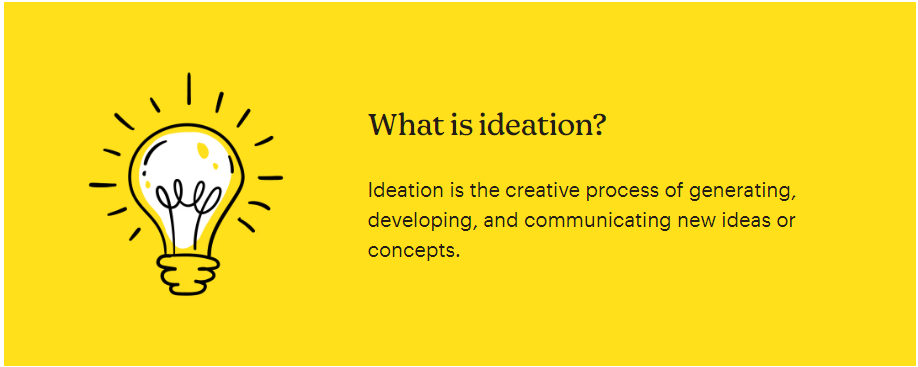 What is ideation?
Ideation is the creative process of generating,
developing, and communicating new ideas or
concepts.